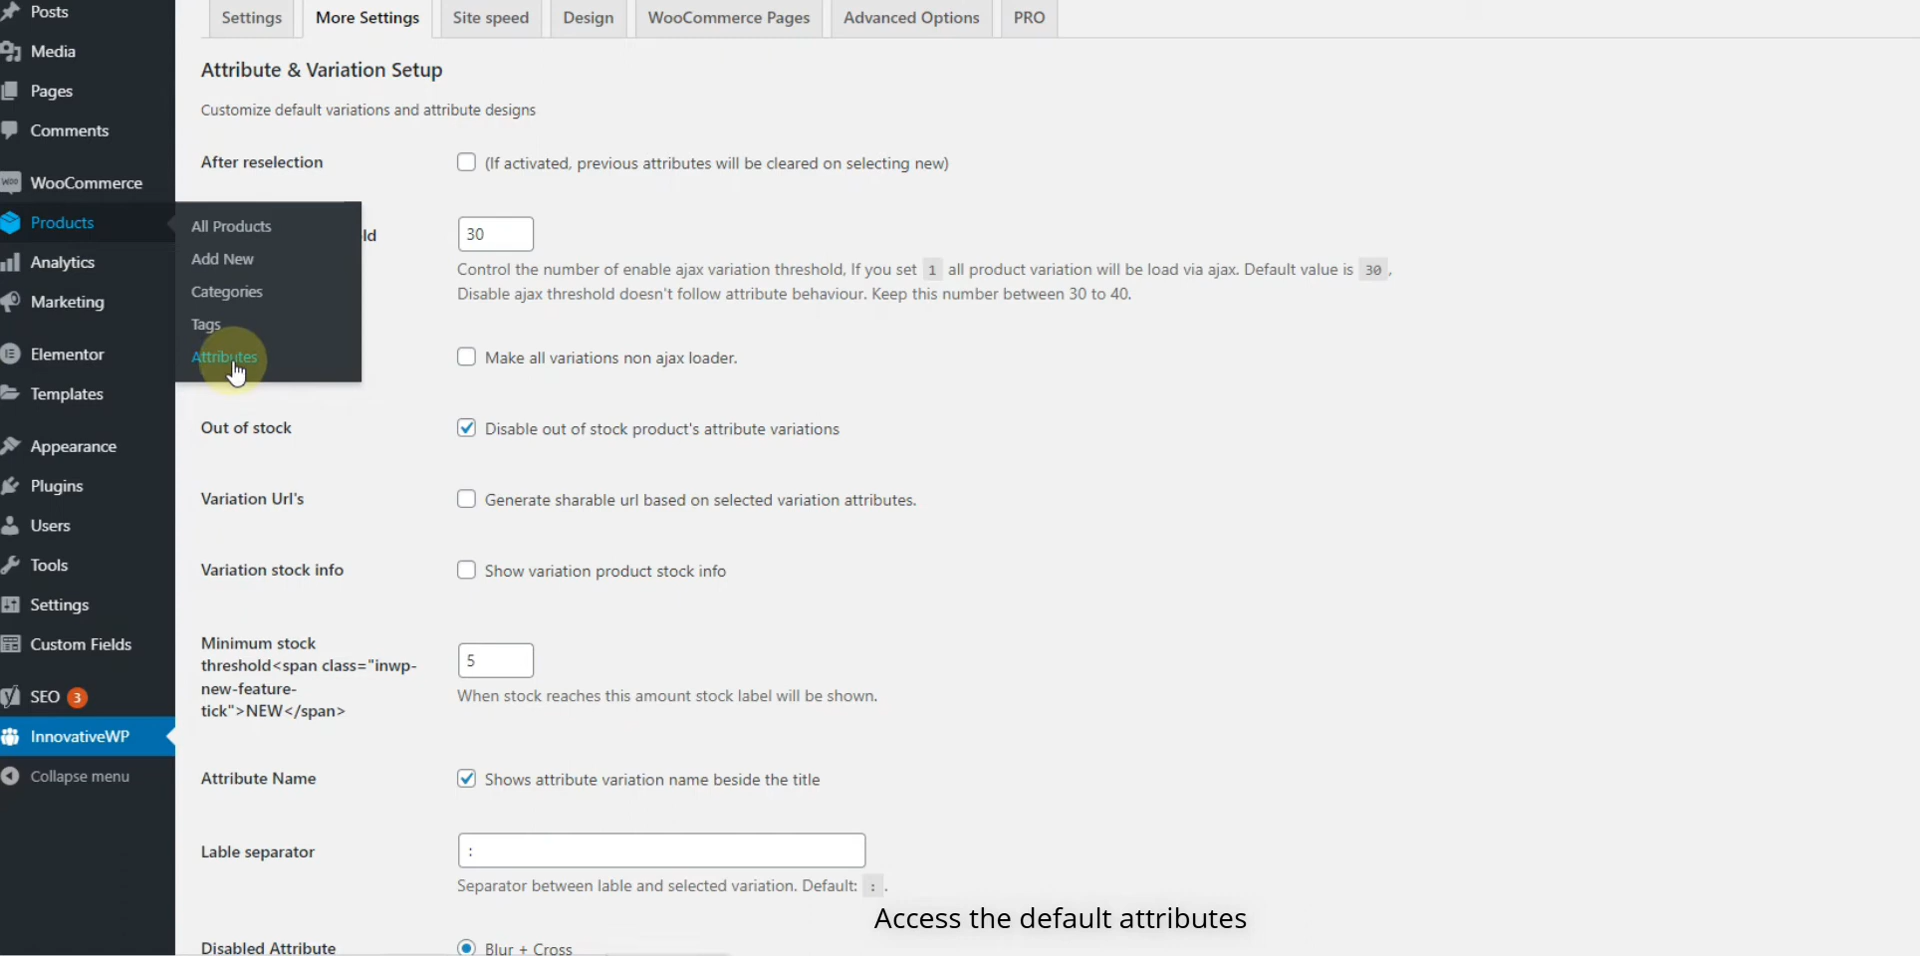 Posts
Media
Pages
Comments
WooCommerce
Products
Analytics
Marketing
Elementor
Templates
Appearance
Plugins
Users
Tools
Settings
Custom Fields
SEO 3
InnovativeWP
Collapse menu
All Products
Add New
Categories
Tags
Attributes
Settings More Settings Site speed Design WooCommerce Pages Advanced Options PRO
Attribute & Variation Setup
Customize default variations and attribute designs
After reselection (If activated, previous attributes will be cleared on selecting new)
ld 30
Control the number of enable ajax variation threshold, If you set 1 all product variation will be load via ajax. Default value is 30 .
Disable ajax threshold doesn't follow attribute behaviour. Keep this number between 30 to 40.
Make all variations non ajax loader.
Out of stock Disable out of stock product's attribute variations
Variation Url's Generate sharable url based on selected variation attributes.
Variation stock info Show variation product stock info
Minimum stock
threshold<span class="inwp-
new-feature-
tick">NEW</span>
5
When stock reaches this amount stock label will be shown.
Attribute Name Shows attribute variation name beside the title
Lable separator :
Separator between lable and selected variation. Default: : .
Access the default attributes
Disabled Attribute Blur + Cross